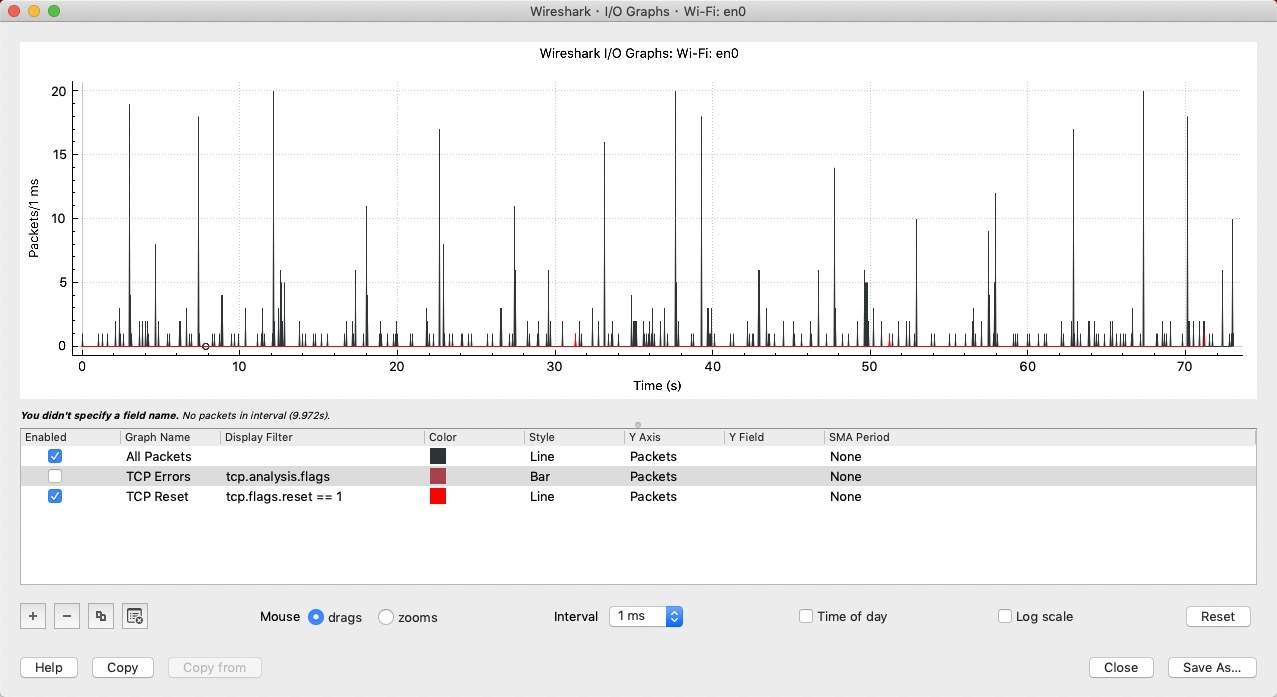 Wireshark · I/O Graphs · Wi-Fi: en0
Wireshark I/O Graphs: Wi-Fi: en0
20
15
10
5
0
Packets/1 ms
0 10 20 30 40 50 60 70
Time (s)
You didn't specify a field name. No packets in interval (9.972s).
Enabled Graph Name Display Filter Color Style Y Axis Y Field SMA Period
All Packets Line Packets None
TCP Errors tcp.analysis.flags Bar Packets None
TCP Reset tcp.flags.reset == 1 Line Packets None
+ − Mouse drags zooms Interval 1 ms Time of day Log scale Reset
Help Copy Copy from Close Save As...